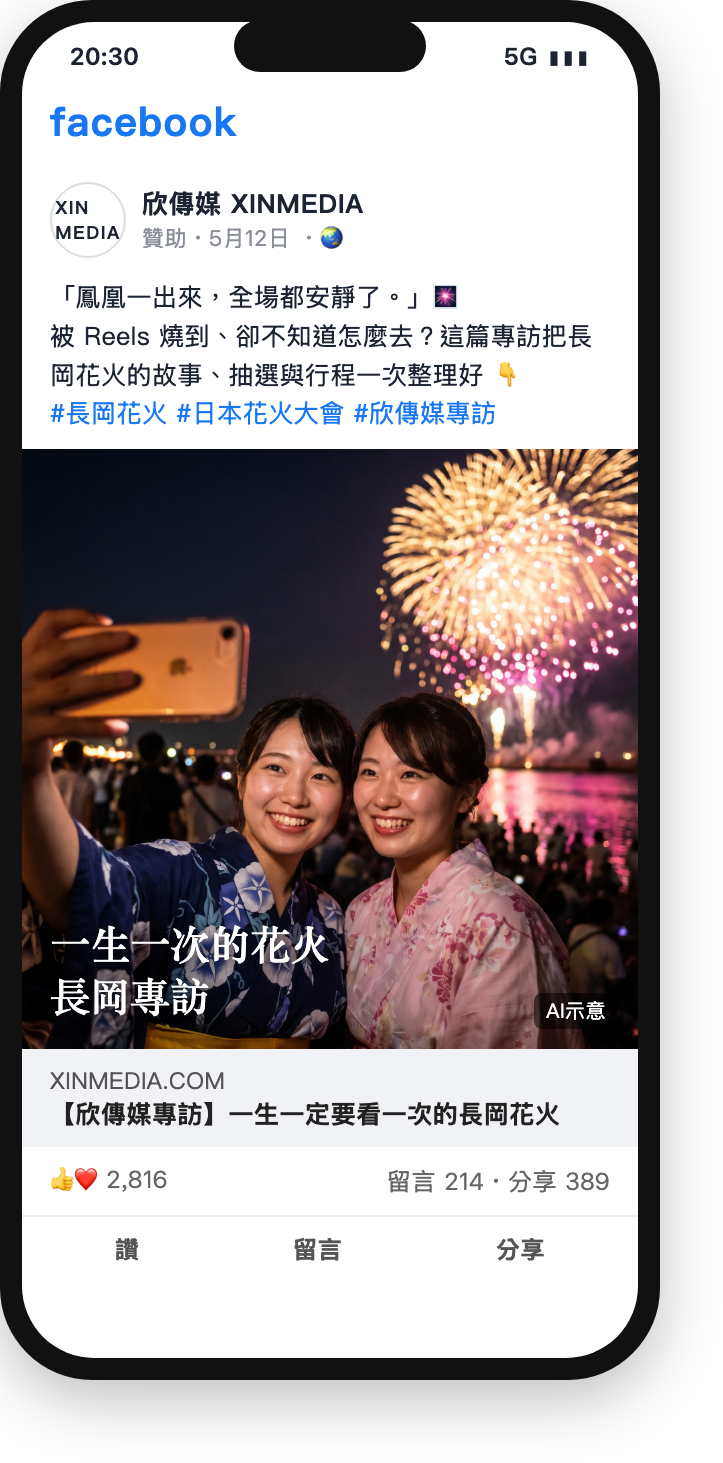 20:30
5G
facebook
XIN
MEDIA
欣傳媒 XINMEDIA
贊助・5月12日 ・🌏
「鳳凰一出來，全場都安靜了。」🎆
被 Reels 燒到、卻不知道怎麼去？這篇專訪把長
岡花火的故事、抽選與行程一次整理好 👇
#長岡花火 #日本花火大會 #欣傳媒專訪
一生一次的花火
長岡專訪
AI示意
XINMEDIA.COM
【欣傳媒專訪】一生一定要看一次的長岡花火
👍❤️ 2,816
留言 214・分享 389
讚
留言
分享